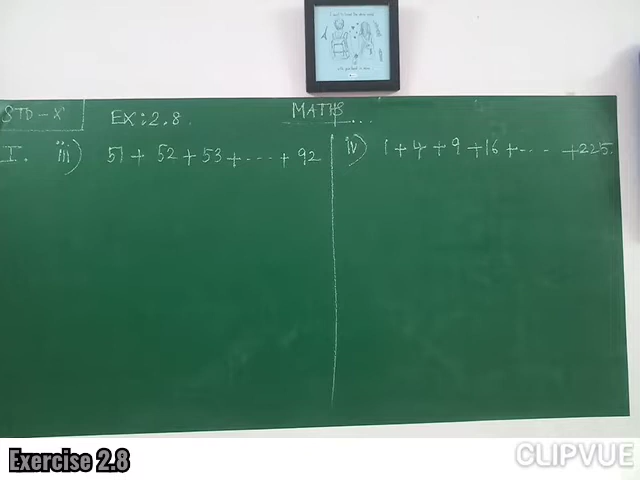 STD - X
EX: 2.8.
MATHS
I. iii) 51 + 52 + 53 + .... + 92
iv) 1 + 4 + 9 + 16 + .... + 225.
Exercise 2.8
CLIPVUE